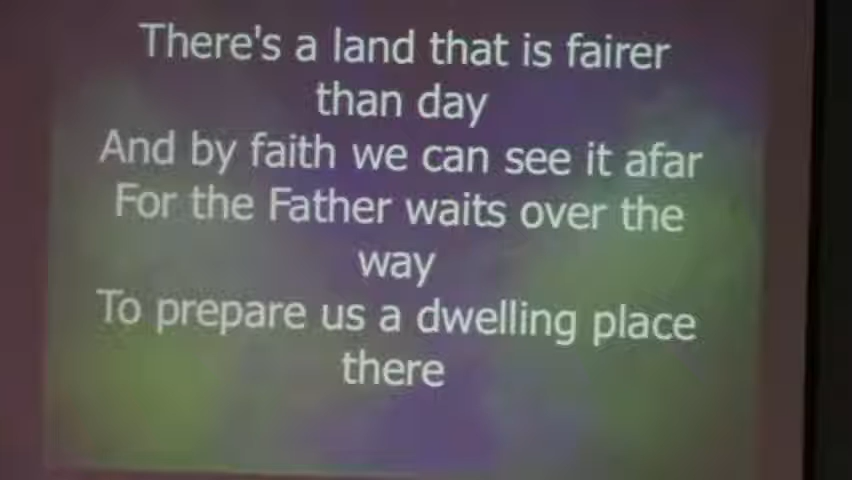 There's a land that is fairer
than day
And by faith we can see it afar
For the Father waits over the
way
To prepare us a dwelling place
there